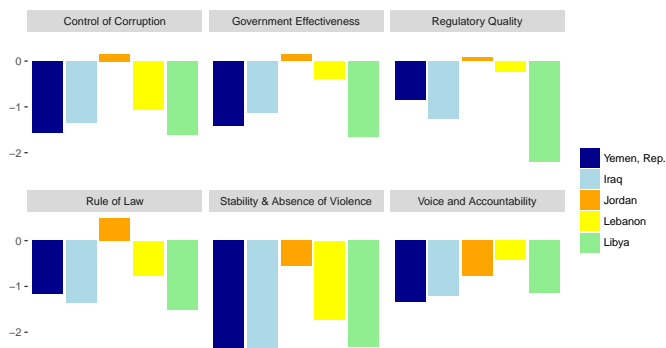 Control of Corruption
Government Effectiveness
Regulatory Quality
0
−1
−2
Rule of Law
Stability & Absence of Violence
Voice and Accountability
0
−1
−2
Yemen, Rep.
Iraq
Jordan
Lebanon
Libya